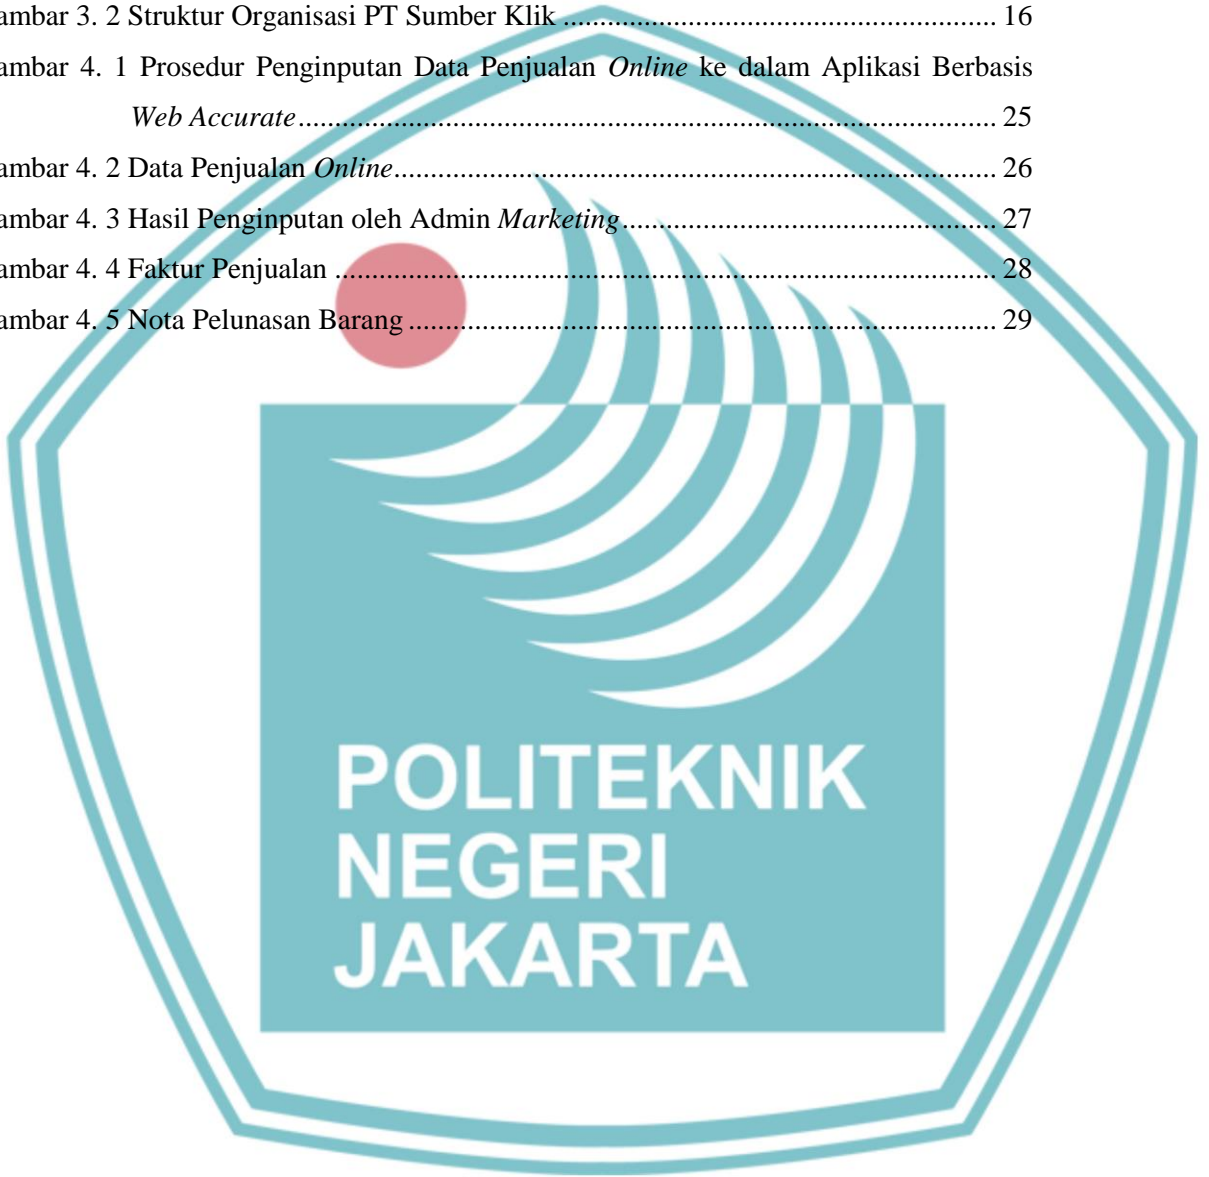 ambar 3. 2 Struktur Organisasi PT Sumber Klik ........................................................... 16
ambar 4. 1 Prosedur Penginputan Data Penjualan Online ke dalam Aplikasi Berbasis
Web Accurate................................................................................................ 25
ambar 4. 2 Data Penjualan Online................................................................................... 26
ambar 4. 3 Hasil Penginputan oleh Admin Marketing................................................... 27
ambar 4. 4 Faktur Penjualan ........................................................................................... 28
ambar 4. 5 Nota Pelunasan Barang ................................................................................. 29
POLITEKNIK
NEGERI
JAKARTA